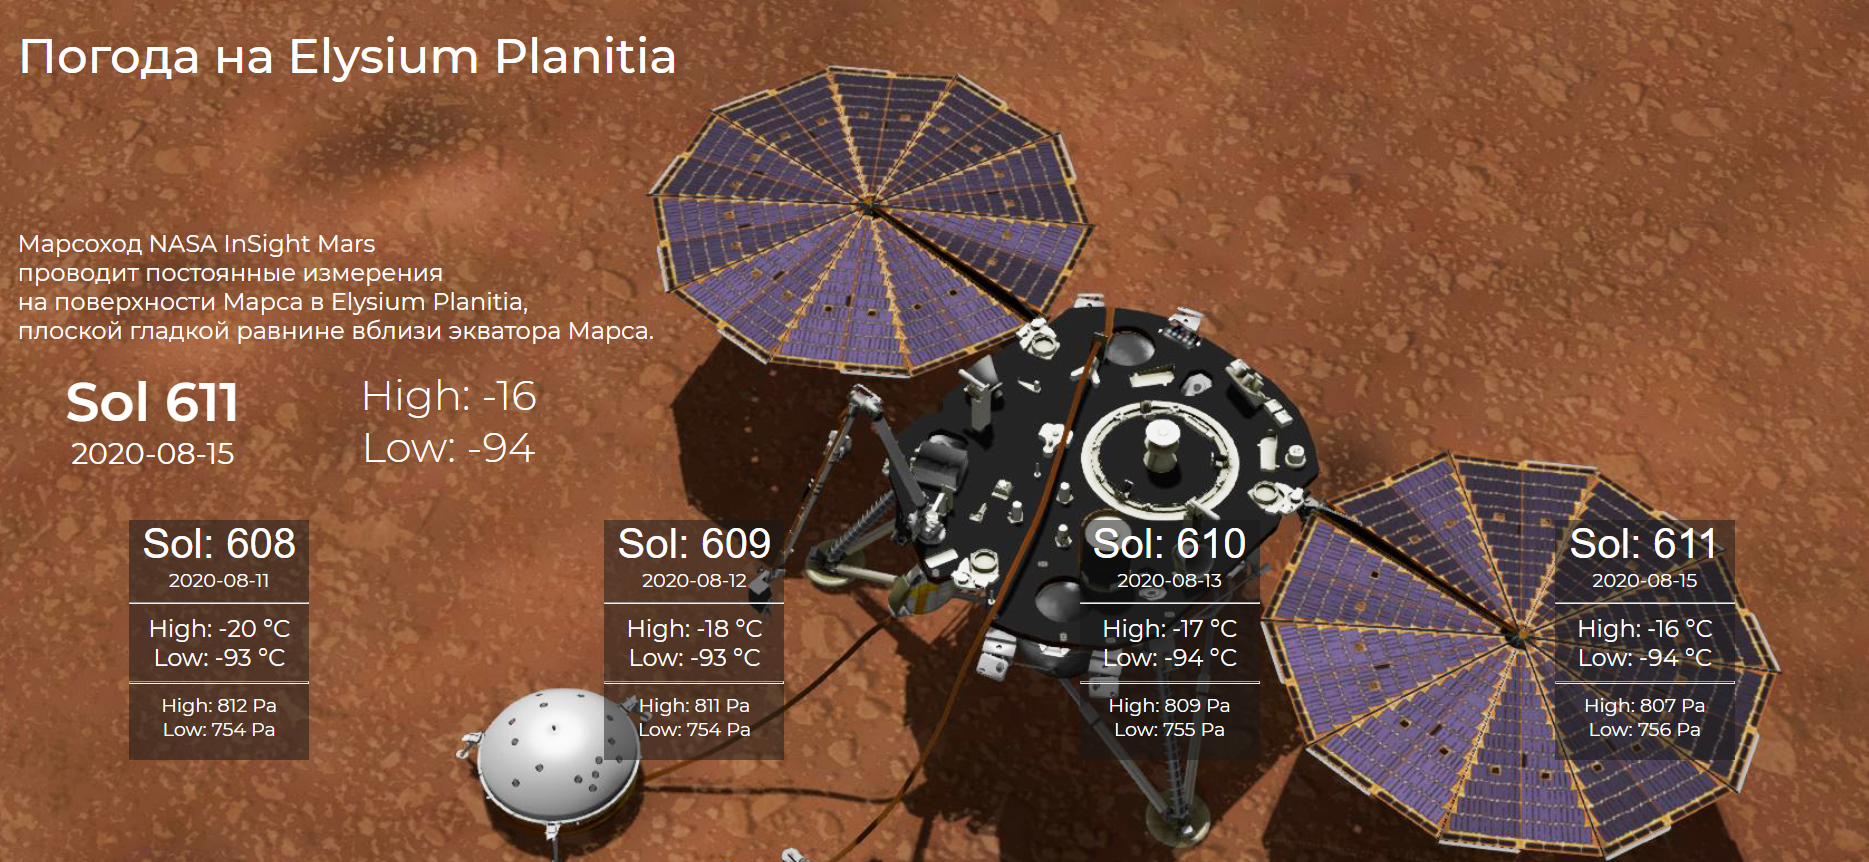 Погода на Elysium Planitia
Марсоход NASA InSight Mars
проводит постоянные измерения
на поверхности Марса в Elysium Planitia,
плоской гладкой равнине вблизи экватора Марса.
Sol 611
2020-08-15
High: -16
Low: -94
Sol: 608
2020-08-11
High: -20 °C
Low: -93 °C
High: 812 Pa
Low: 754 Pa
Sol: 609
2020-08-12
High: -18 °C
Low: -93 °C
High: 811 Pa
Low: 754 Pa
Sol: 610
2020-08-13
High: -17 °C
Low: -94 °C
High: 809 Pa
Low: 755 Pa
Sol: 611
2020-08-15
High: -16 °C
Low: -94 °C
High: 807 Pa
Low: 756 Pa